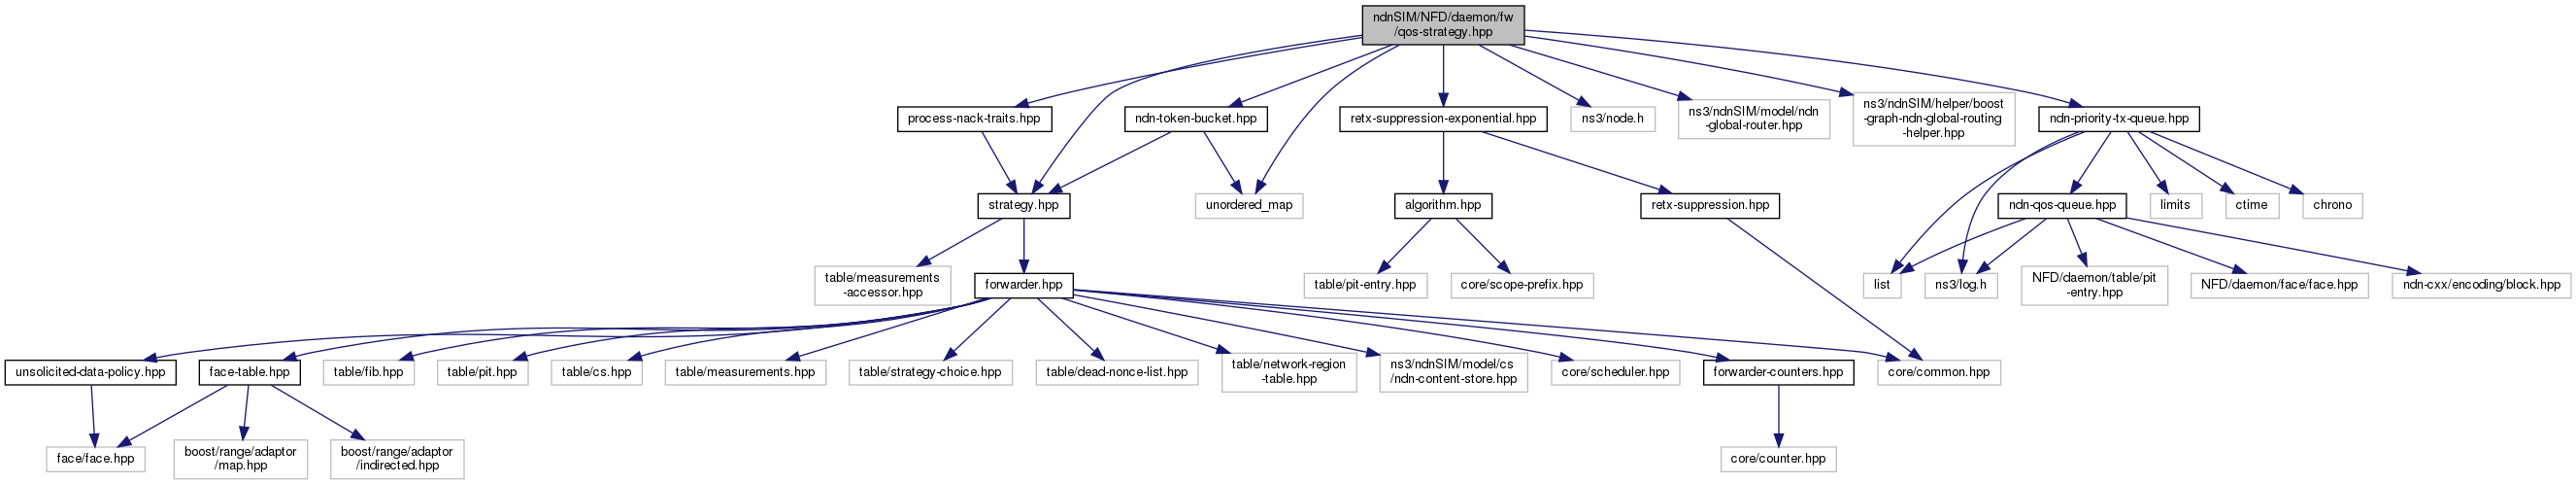 ndnSIM/NFD/daemon/fw
/qos-strategy.hpp
process-nack-traits.hpp
ndn-token-bucket.hpp
retx-suppression-exponential.hpp
ns3/node.h
ns3/ndnSIM/model/ndn
-global-router.hpp
ns3/ndnSIM/helper/boost
-graph-ndn-global-routing
-helper.hpp
ndn-priority-tx-queue.hpp
strategy.hpp
unordered_map
algorithm.hpp
retx-suppression.hpp
ndn-qos-queue.hpp
limits
ctime
chrono
table/measurements
-accessor.hpp
forwarder.hpp
table/pit-entry.hpp
core/scope-prefix.hpp
list
ns3/log.h
NFD/daemon/table/pit
-entry.hpp
NFD/daemon/face/face.hpp
ndn-cxx/encoding/block.hpp
unsolicited-data-policy.hpp
face-table.hpp
table/fib.hpp
table/pit.hpp
table/cs.hpp
table/measurements.hpp
table/strategy-choice.hpp
table/dead-nonce-list.hpp
table/network-region
-table.hpp
ns3/ndnSIM/model/cs
/ndn-content-store.hpp
core/scheduler.hpp
forwarder-counters.hpp
core/common.hpp
face/face.hpp
boost/range/adaptor
/map.hpp
boost/range/adaptor
/indirected.hpp
core/counter.hpp